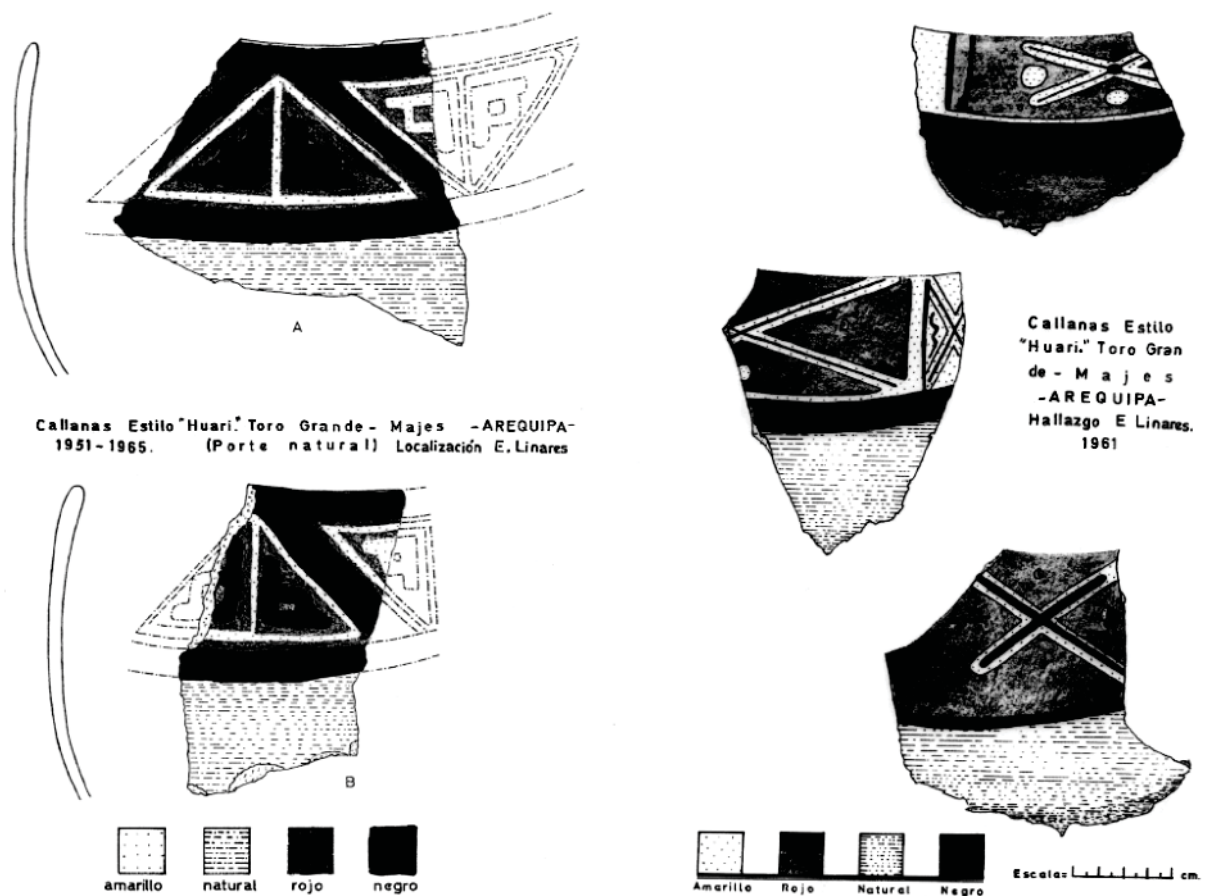 A
Callanas Estilo "Huari." Toro Grande - Majes -AREQUIPA-
1951-1965. (Porte natural) Localización E. Linares
B
amarillo natural rojo negro
Callanas Estilo
"Huari." Toro Gran
de - Majes
-AREQUIPA-
Hallazgo E Linares.
1961
Amarillo Rojo Natural Negro
Escala= cm.